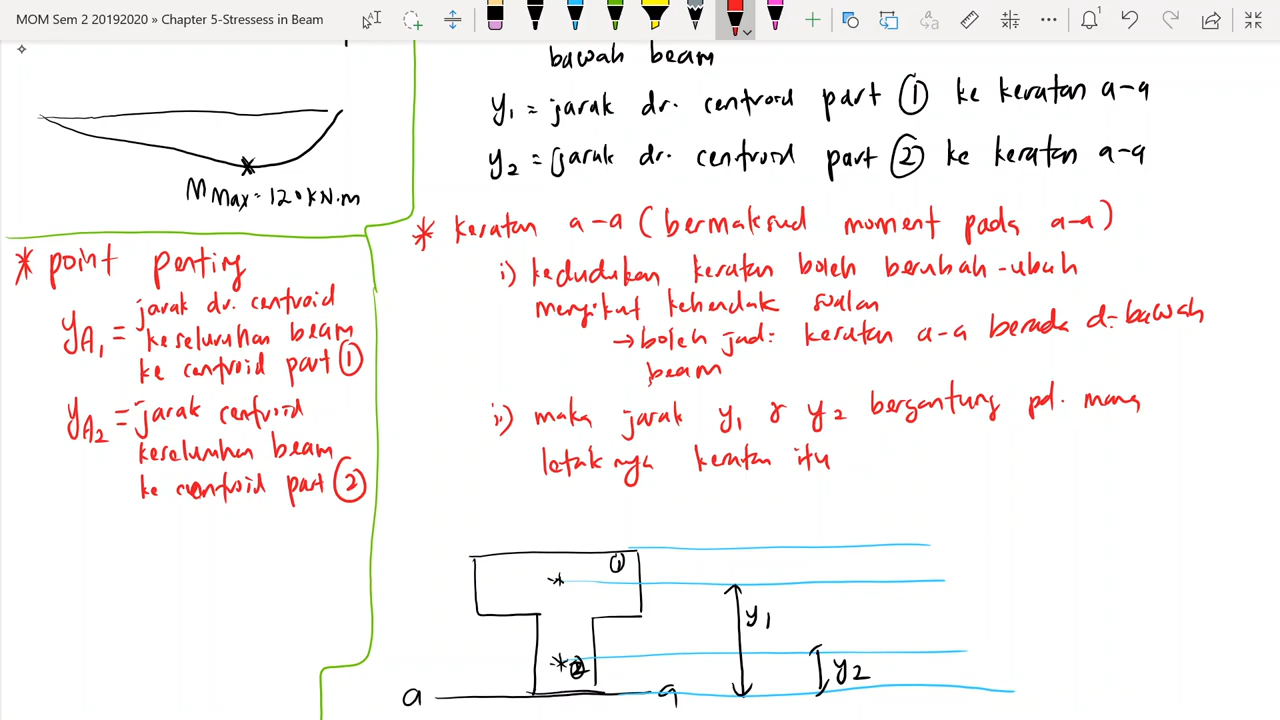 MOM Sem 2 20192020 » Chapter 5-Stressess in Beam
M Max = 120 kN.m
* point penting
yA1 = jarak dr. centroid
keseluruhan beam
ke centroid part ①
yA2 = jarak centroid
keseluruhan beam
ke centroid part ②
bawah beam
y1 = jarak dr. centroid part ① ke keratan a-a
y2 = jarak dr. centroid part ② ke keratan a-a
* keratan a-a (bermaksud moment pada a-a)
i) kedudukan keratan boleh berubah-ubah
mengikut kehendak soalan
→ boleh jadi keratan a-a berada di bawah
beam
ii) maka jarak y1 & y2 bergantung pd. mana
letaknya keratan itu
①
y1
②
y2
a
a